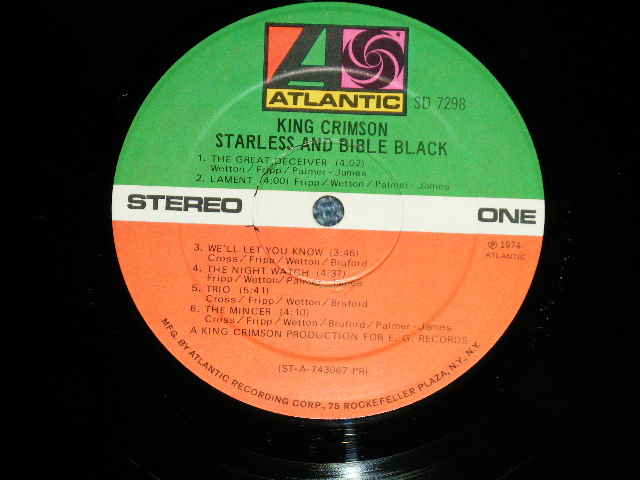 ATLANTIC
SD 7298
KING CRIMSON
STARLESS AND BIBLE BLACK
1. THE GREAT DECEIVER (4:02)
Wetton/Fripp/Palmer-James
2. LAMENT (4:00) Fripp/Wetton/Palmer-James
STEREO ONE
℗ 1974
ATLANTIC
3. WE'LL LET YOU KNOW (3:46)
Cross/Fripp/Wetton/Bruford
4. THE NIGHT WATCH (4:37)
Fripp/Wetton/Palmer-James
5. TRIO (5:41)
Cross/Fripp/Wetton/Bruford
6. THE MINCER (4:10)
Cross/Fripp/Wetton/Bruford/Palmer-James
A KING CRIMSON PRODUCTION FOR E. G. RECORDS
(ST-A-743067 PR)
MFG. BY ATLANTIC RECORDING CORP., 75 ROCKEFELLER PLAZA, N.Y., N.Y.